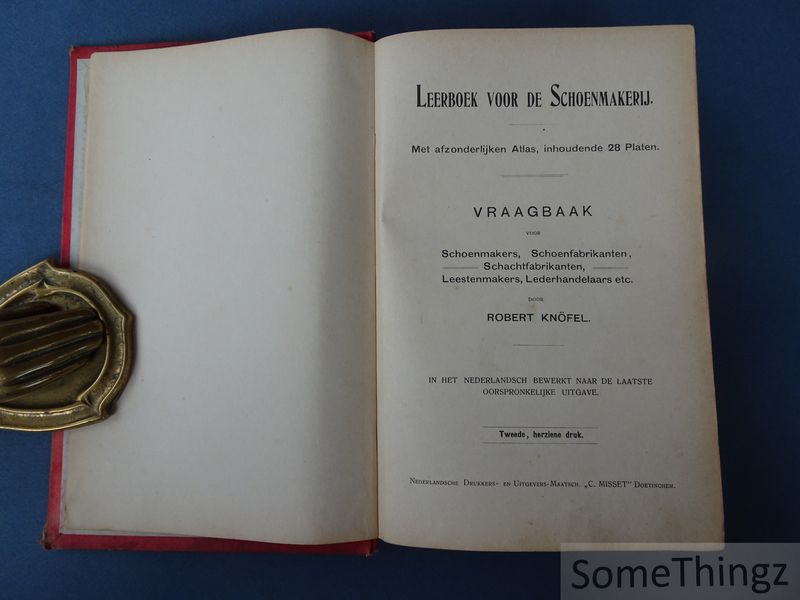 LEERBOEK VOOR DE SCHOENMAKERIJ.
Met afzonderlijken Atlas, inhoudende 28 Platen.
VRAAGBAAK
VOOR
Schoenmakers, Schoenfabrikanten,
Schachtfabrikanten,
Leestenmakers, Lederhandelaars etc.
DOOR
ROBERT KNÖFEL.
IN HET NEDERLANDSCH BEWERKT NAAR DE LAATSTE
OORSPRONKELIJKE UITGAVE.
Tweede, herziene druk.
NEDERLANDSCHE DRUKKERS- EN UITGEVERS-MAATSCH. „C. MISSET" DOETINCHEM.
SomeThingz